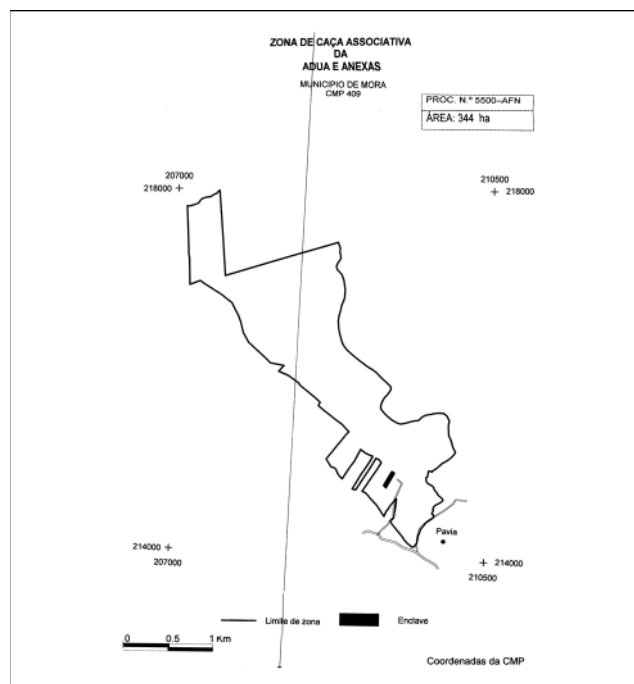 ZONA DE CAÇA ASSOCIATIVA
DA
ADUA E ANEXAS
MUNICIPIO DE MORA
CMP 409
PROC. N.º 5500-AFN
ÁREA: 344 ha
207000
218000
210500
218000
Pavia
214000
207000
214000
210500
Limite de zona
Enclave
0 0.5 1 Km
Coordenadas da CMP